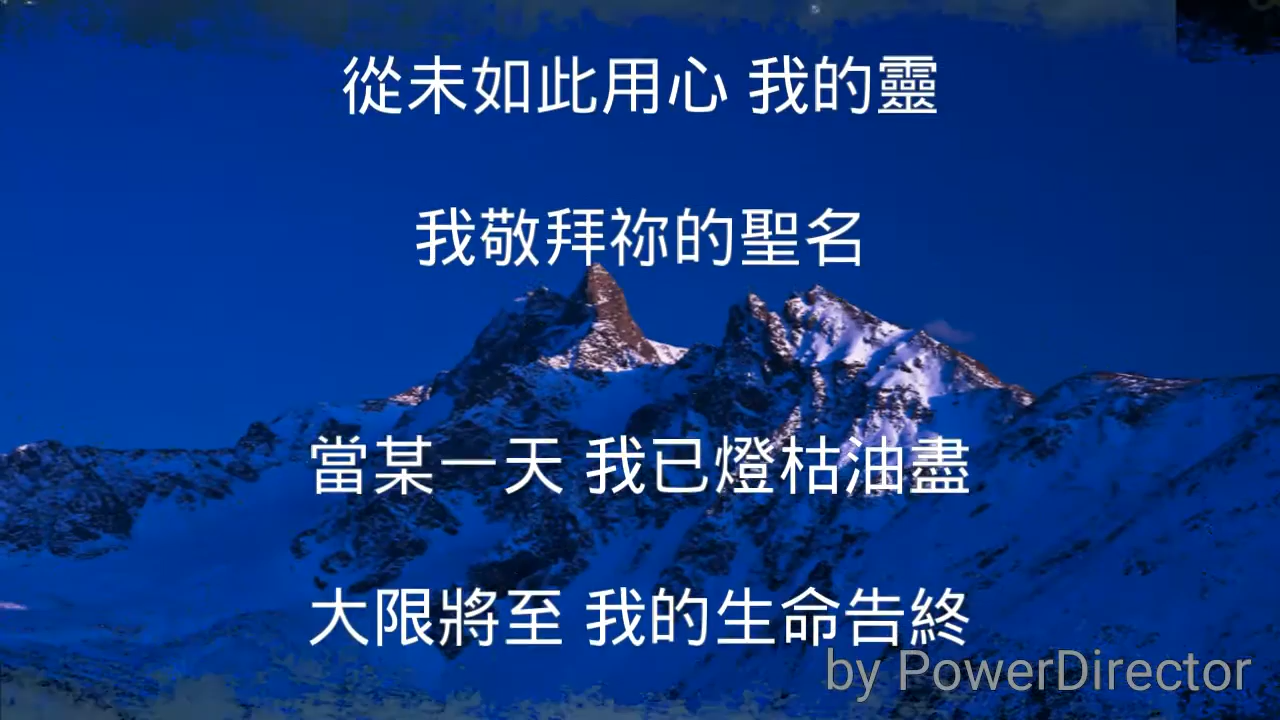 從未如此用心 我的靈
我敬拜祢的聖名
當某一天 我已燈枯油盡
大限將至 我的生命告終
by PowerDirector